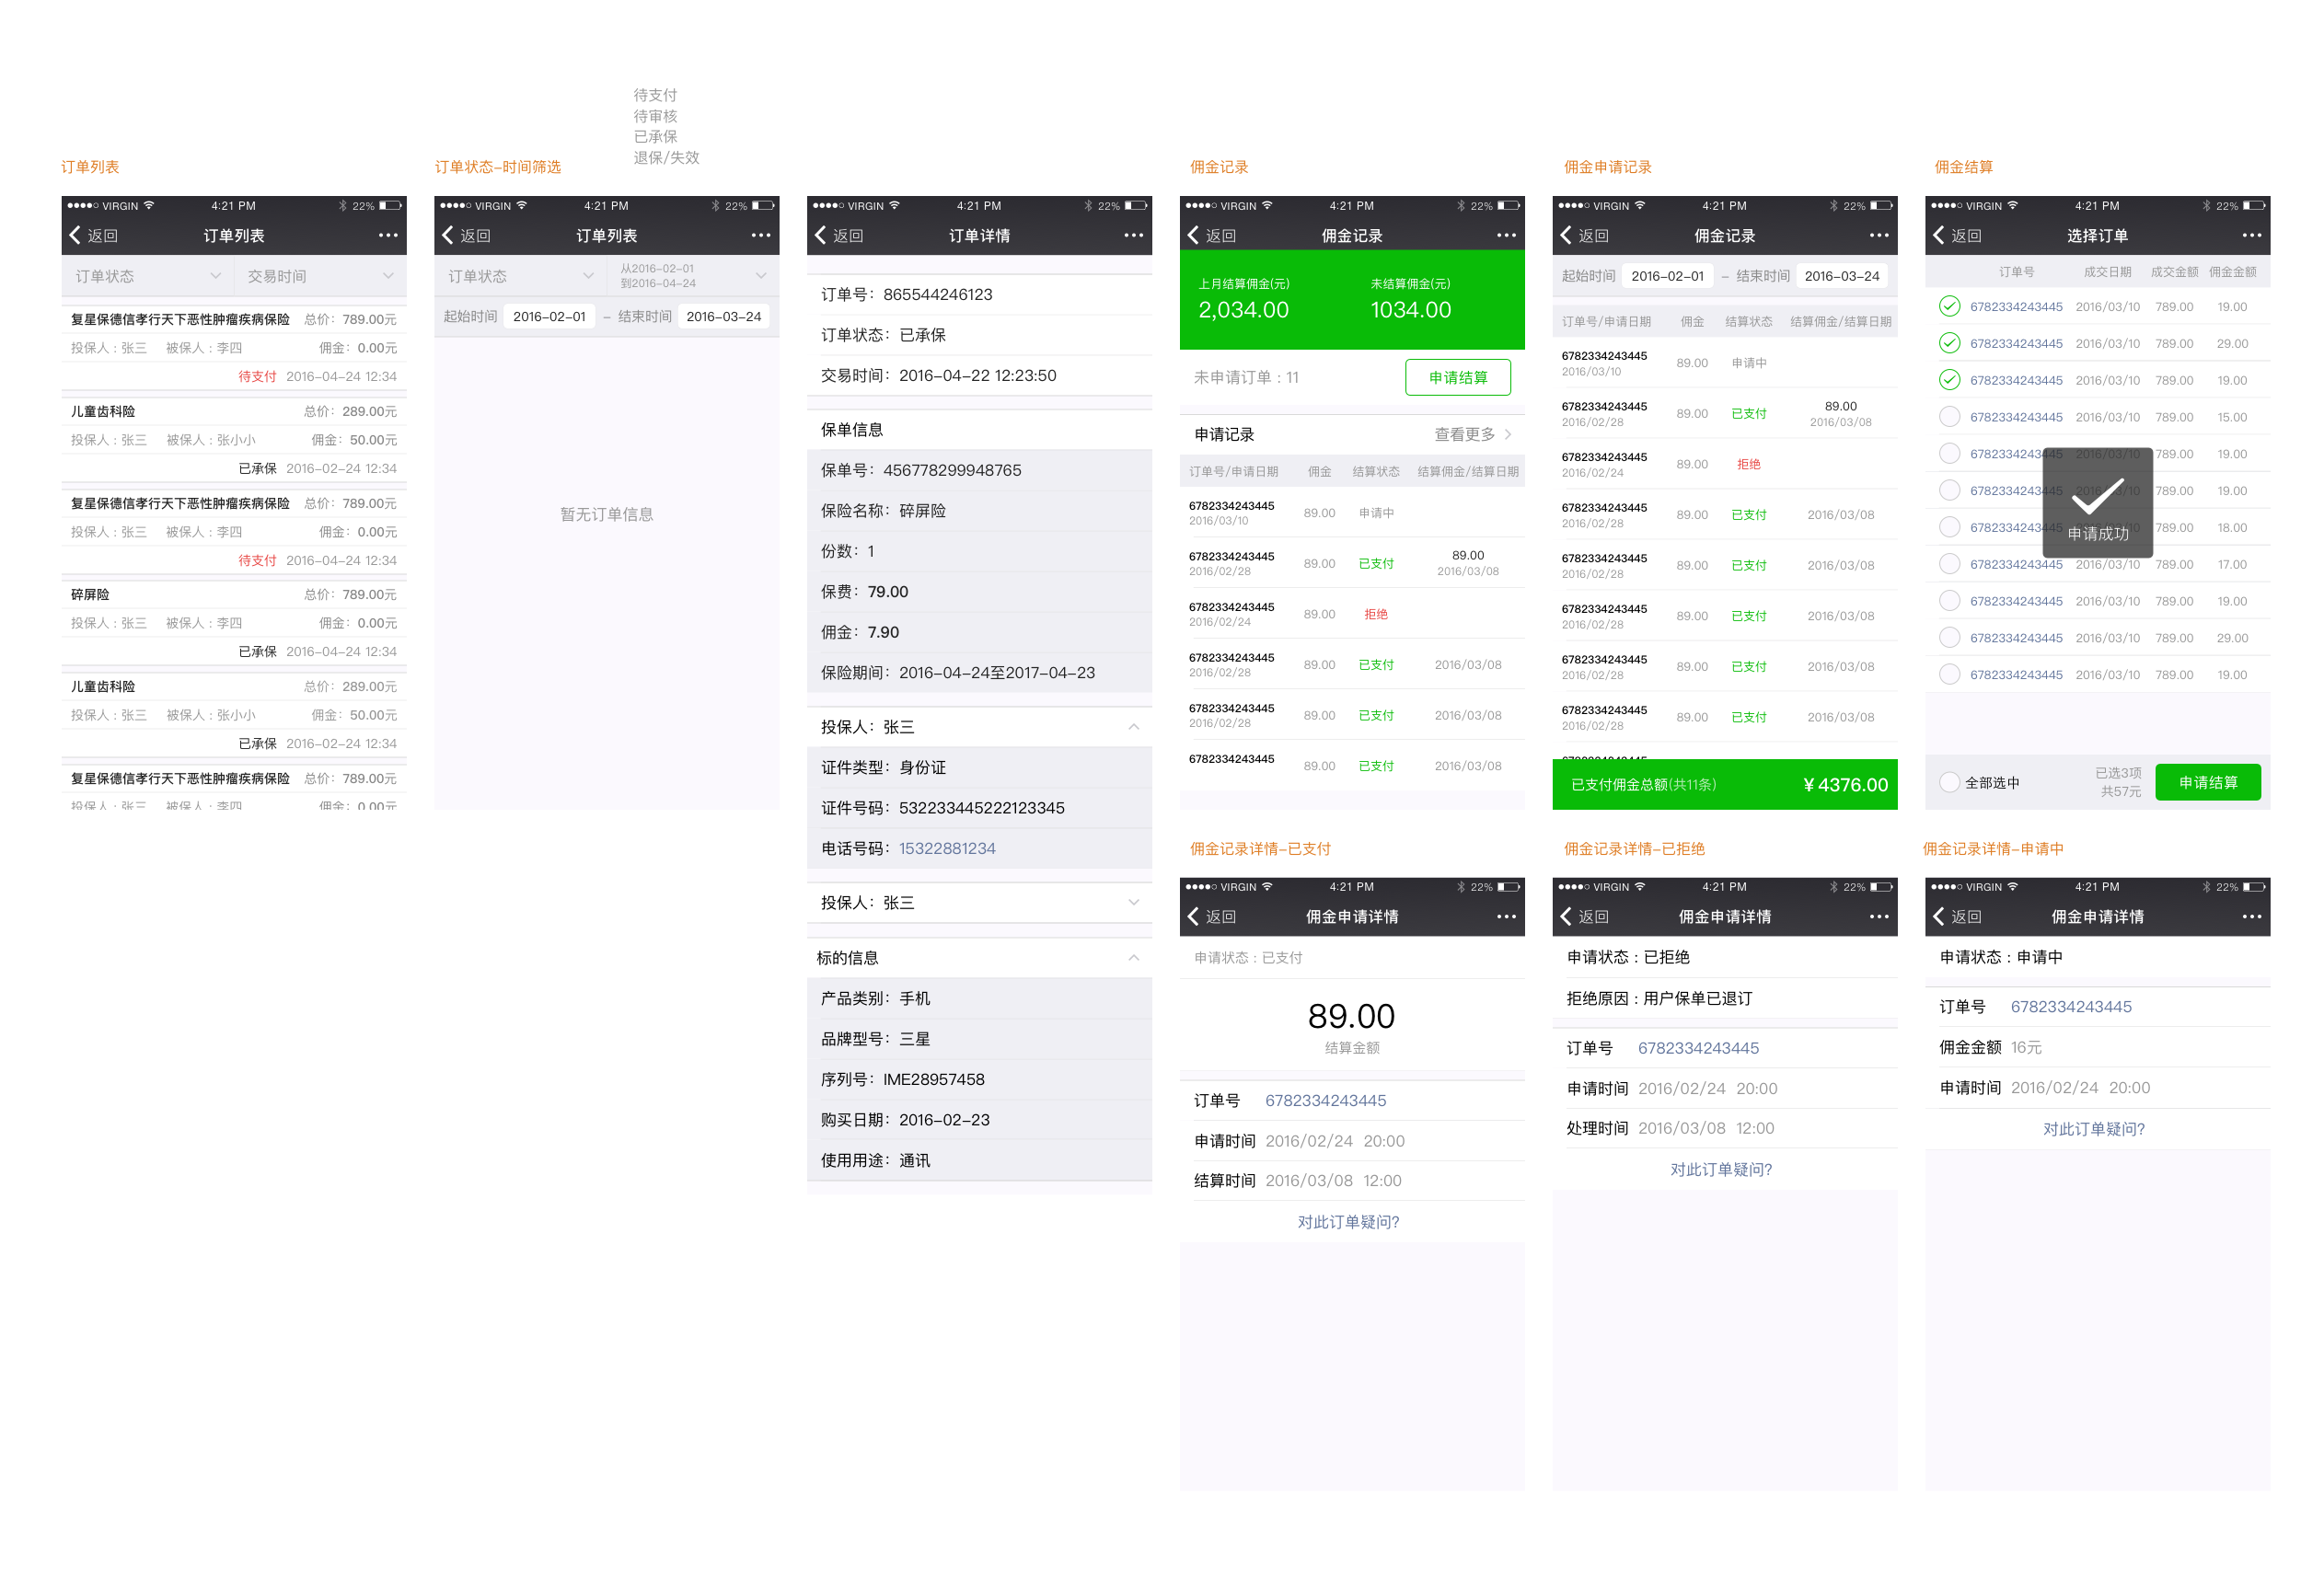 待支付
待审核
已承保
退保/失效
订单列表
VIRGIN 4:21 PM 22%
返回 订单列表
订单状态 交易时间
复星保德信孝行天下恶性肿瘤疾病保险 总价：789.00元
投保人：张三 被保人：李四 佣金：0.00元
待支付 2016-04-24 12:34
儿童齿科险 总价：289.00元
投保人：张三 被保人：张小小 佣金：50.00元
已承保 2016-02-24 12:34
复星保德信孝行天下恶性肿瘤疾病保险 总价：789.00元
投保人：张三 被保人：李四 佣金：0.00元
待支付 2016-04-24 12:34
碎屏险 总价：789.00元
投保人：张三 被保人：李四 佣金：0.00元
已承保 2016-04-24 12:34
儿童齿科险 总价：289.00元
投保人：张三 被保人：张小小 佣金：50.00元
已承保 2016-02-24 12:34
复星保德信孝行天下恶性肿瘤疾病保险 总价：789.00元
投保人：张三 被保人：李四 佣金：0.00元
订单状态-时间筛选
VIRGIN 4:21 PM 22%
返回 订单列表
订单状态
从2016-02-01
到2016-04-24
起始时间 2016-02-01 - 结束时间 2016-03-24
暂无订单信息
VIRGIN 4:21 PM 22%
返回 订单详情
订单号：865544246123
订单状态：已承保
交易时间：2016-04-22 12:23:50
保单信息
保单号：456778299948765
保险名称：碎屏险
份数：1
保费：79.00
佣金：7.90
保险期间：2016-04-24至2017-04-23
投保人：张三
证件类型：身份证
证件号码：532233445222123345
电话号码：15322881234
投保人：张三
标的信息
产品类别：手机
品牌型号：三星
序列号：IME28957458
购买日期：2016-02-23
使用用途：通讯
佣金记录
VIRGIN 4:21 PM 22%
返回 佣金记录
上月结算佣金(元) 未结算佣金(元)
2,034.00 1034.00
未申请订单：11 申请结算
申请记录 查看更多
订单号/申请日期 佣金 结算状态 结算佣金/结算日期
6782334243445 89.00 申请中
2016/03/10
6782334243445 89.00 已支付 89.00
2016/02/28 2016/03/08
6782334243445 89.00 拒绝
2016/02/24
6782334243445 89.00 已支付 2016/03/08
2016/02/28
6782334243445 89.00 已支付 2016/03/08
2016/02/28
6782334243445 89.00 已支付 2016/03/08
佣金申请记录
VIRGIN 4:21 PM 22%
返回 佣金记录
起始时间 2016-02-01 - 结束时间 2016-03-24
订单号/申请日期 佣金 结算状态 结算佣金/结算日期
6782334243445 89.00 申请中
2016/03/10
6782334243445 89.00 已支付 89.00
2016/02/28 2016/03/08
6782334243445 89.00 拒绝
2016/02/24
6782334243445 89.00 已支付 2016/03/08
2016/02/28
6782334243445 89.00 已支付 2016/03/08
2016/02/28
6782334243445 89.00 已支付 2016/03/08
2016/02/28
6782334243445 89.00 已支付 2016/03/08
2016/02/28
6782334243445 89.00 已支付 2016/03/08
2016/02/28
已支付佣金总额(共11条) ¥4376.00
佣金结算
VIRGIN 4:21 PM 22%
返回 选择订单
订单号 成交日期 成交金额 佣金金额
6782334243445 2016/03/10 789.00 19.00
6782334243445 2016/03/10 789.00 29.00
6782334243445 2016/03/10 789.00 19.00
6782334243445 2016/03/10 789.00 15.00
6782334243445 2016/03/10 789.00 19.00
6782334243445 2016/03/10 789.00 19.00
6782334243445 2016/03/10 789.00 18.00
6782334243445 2016/03/10 789.00 17.00
6782334243445 2016/03/10 789.00 19.00
6782334243445 2016/03/10 789.00 29.00
6782334243445 2016/03/10 789.00 19.00
申请成功
全部选中 已选3项 申请结算
共57元
佣金记录详情-已支付
VIRGIN 4:21 PM 22%
返回 佣金申请详情
申请状态：已支付
89.00
结算金额
订单号 6782334243445
申请时间 2016/02/24 20:00
结算时间 2016/03/08 12:00
对此订单疑问?
佣金记录详情-已拒绝
VIRGIN 4:21 PM 22%
返回 佣金申请详情
申请状态：已拒绝
拒绝原因：用户保单已退订
订单号 6782334243445
申请时间 2016/02/24 20:00
处理时间 2016/03/08 12:00
对此订单疑问?
佣金记录详情-申请中
VIRGIN 4:21 PM 22%
返回 佣金申请详情
申请状态：申请中
订单号 6782334243445
佣金金额 16元
申请时间 2016/02/24 20:00
对此订单疑问?